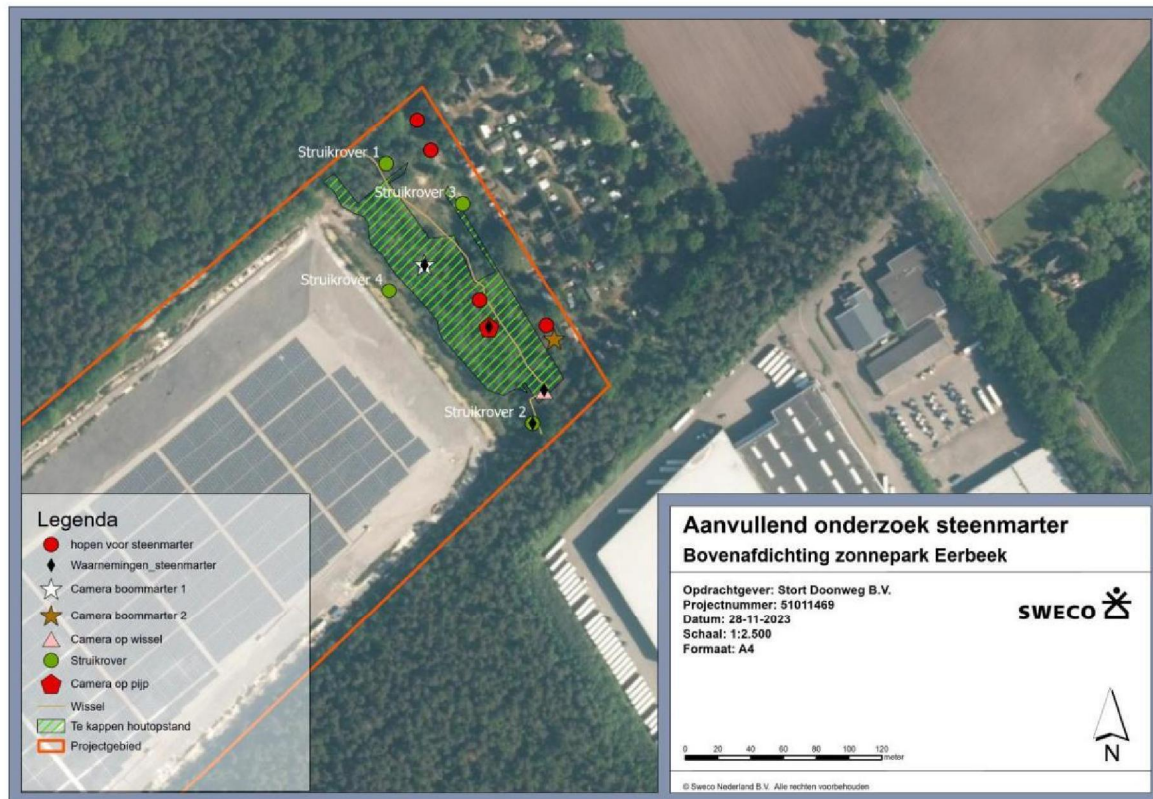 Struikrover 1
Struikrover 3
Struikrover 4
Struikrover 2
Legenda
hopen voor steenmarter
Waarnemingen_steenmarter
Camera boommarter 1
Camera boommarter 2
Camera op wissel
Struikrover
Camera op pijp
Wissel
Te kappen houtopstand
Projectgebied
Aanvullend onderzoek steenmarter
Bovenafdichting zonnepark Eerbeek
Opdrachtgever: Stort Doonweg B.V.
Projectnummer: 51011469
Datum: 28-11-2023
Schaal: 1:2.500
Formaat: A4
SWECO
0 20 40 60 80 100 120
meter
N
© Sweco Nederland B.V. Alle rechten voorbehouden